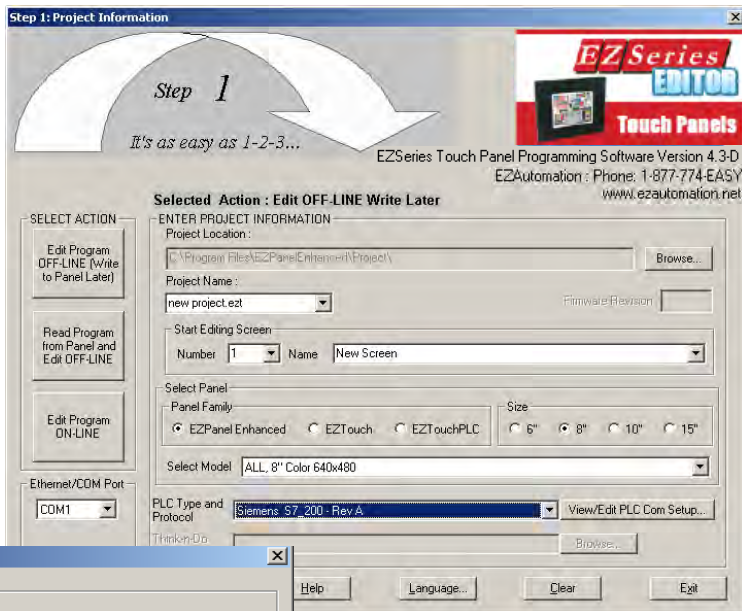 Step 1: Project Information
Step 1
It's as easy as 1-2-3...
EZSeries
EDITOR
Touch Panels
EZSeries Touch Panel Programming Software Version 4.3-D
EZAutomation : Phone: 1-877-774-EASY
www.ezautomation.net
Selected Action : Edit OFF-LINE Write Later
SELECT ACTION
Edit Program
OFF-LINE (Write
to Panel Later)
Read Program
from Panel and
Edit OFF-LINE
Edit Program
ON-LINE
Ethernet/COM Port
COM1
ENTER PROJECT INFORMATION
Project Location :
C:\Program Files\EZPanelEnhanced\Project\
Browse...
Project Name :
new project.ezt
Firmware Revision
Start Editing Screen
Number 1 Name New Screen
Select Panel
Panel Family
EZPanel Enhanced EZTouch EZTouchPLC
Size
6" 8" 10" 15"
Select Model ALL, 8" Color 640x480
PLC Type and
Protocol
Siemens S7_200 - Rev A
View/Edit PLC Com Setup...
Think-n-Do
Browse...
Help Language... Clear Exit